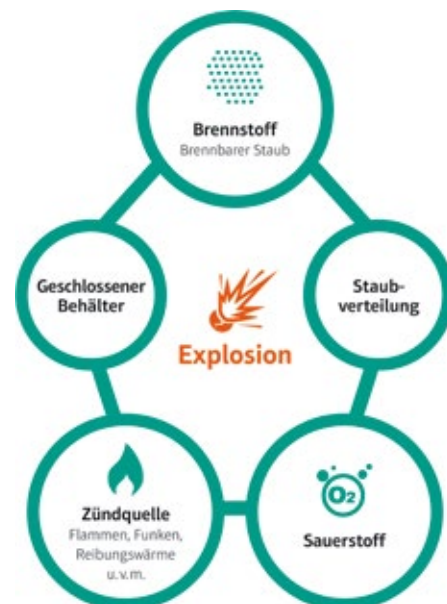 Brennstoff
Brennbarer Staub
Geschlossener
Behälter
Staub-
verteilung
Explosion
Zündquelle
Flammen, Funken,
Reibungswärme
u.v.m.
O2
Sauerstoff